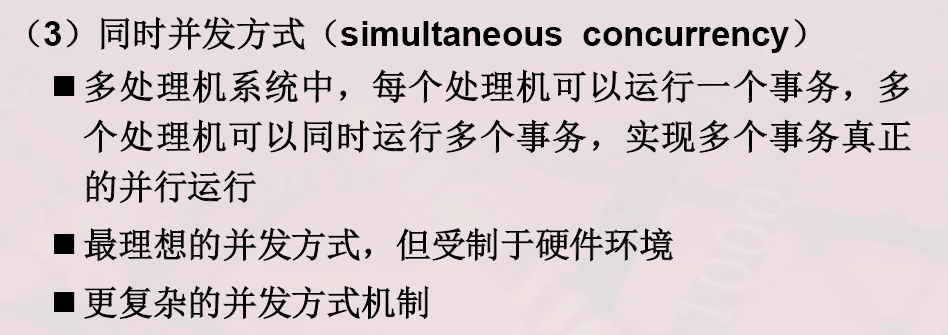 （3）同时并发方式（simultaneous concurrency）
■ 多处理机系统中，每个处理机可以运行一个事务，多
个处理机可以同时运行多个事务，实现多个事务真正
的并行运行
■ 最理想的并发方式，但受制于硬件环境
■ 更复杂的并发方式机制
1000